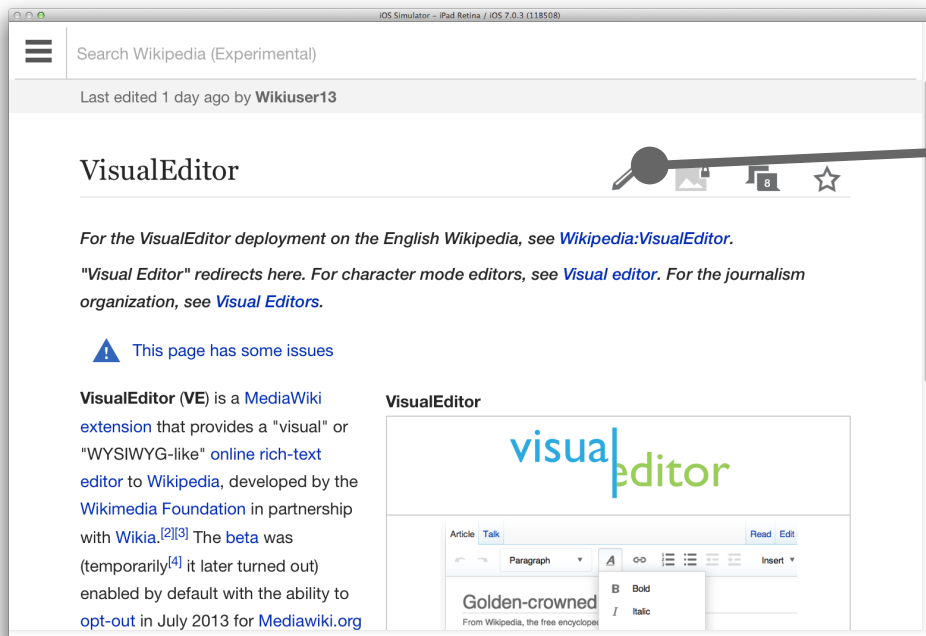 iOS Simulator – iPad Retina / iOS 7.0.3 (11B508)
Search Wikipedia (Experimental)
Last edited 1 day ago by Wikiuser13
VisualEditor
8
For the VisualEditor deployment on the English Wikipedia, see Wikipedia:VisualEditor.
"Visual Editor" redirects here. For character mode editors, see Visual editor. For the journalism
organization, see Visual Editors.
This page has some issues
VisualEditor (VE) is a MediaWiki
extension that provides a "visual" or
"WYSIWYG-like" online rich-text
editor to Wikipedia, developed by the
Wikimedia Foundation in partnership
with Wikia.[2][3] The beta was
(temporarily[4] it later turned out)
enabled by default with the ability to
opt-out in July 2013 for Mediawiki.org
VisualEditor
visual
editor
Article Talk Read Edit
Paragraph A Insert
B Bold
I Italic
Golden-crowned
From Wikipedia, the free